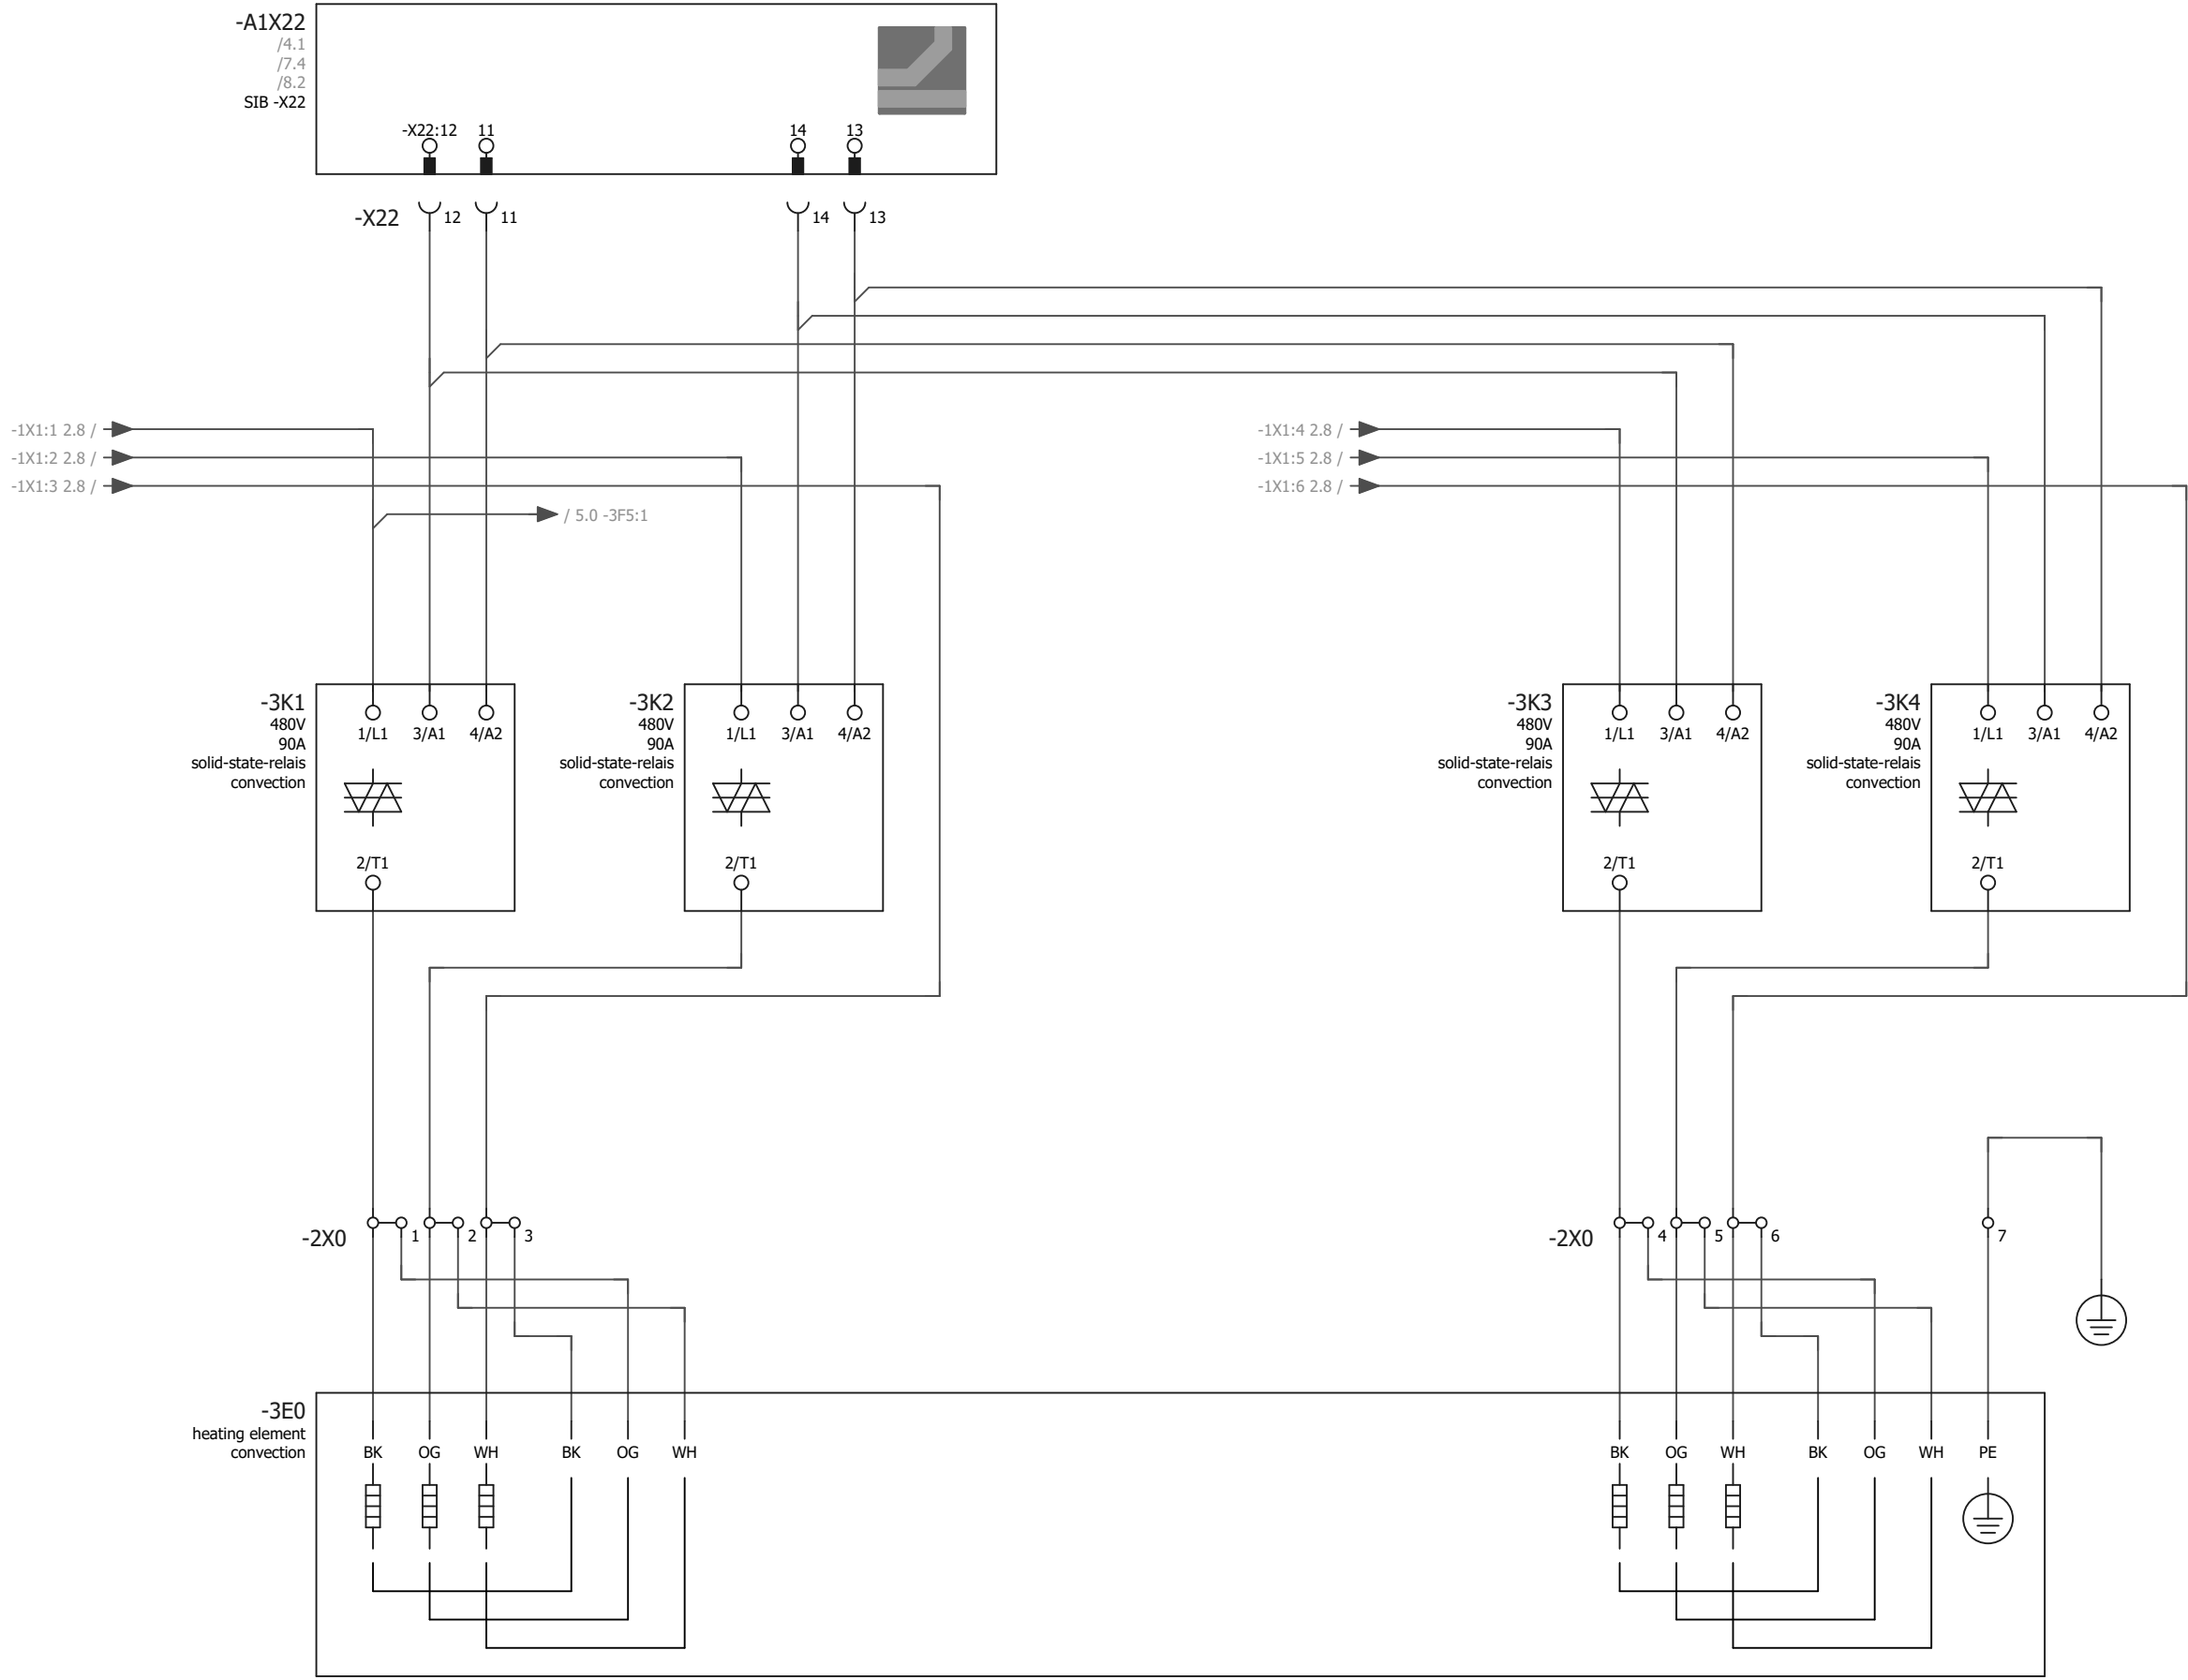 -A1X22
/4.1
/7.4
/8.2
SIB -X22
-X22:12 11 14 13
-X22 12 11 14 13
-1X1:1 2.8 / -1X1:4 2.8 /
-1X1:2 2.8 / -1X1:5 2.8 /
-1X1:3 2.8 / -1X1:6 2.8 /
/ 5.0 -3F5:1
-3K1
480V
90A
solid-state-relais
convection
1/L1 3/A1 4/A2
2/T1
-3K2
480V
90A
solid-state-relais
convection
1/L1 3/A1 4/A2
2/T1
-3K3
480V
90A
solid-state-relais
convection
1/L1 3/A1 4/A2
2/T1
-3K4
480V
90A
solid-state-relais
convection
1/L1 3/A1 4/A2
2/T1
-2X0 1 2 3
-2X0 4 5 6 7
-3E0
heating element
convection
BK OG WH BK OG WH
BK OG WH BK OG WH PE